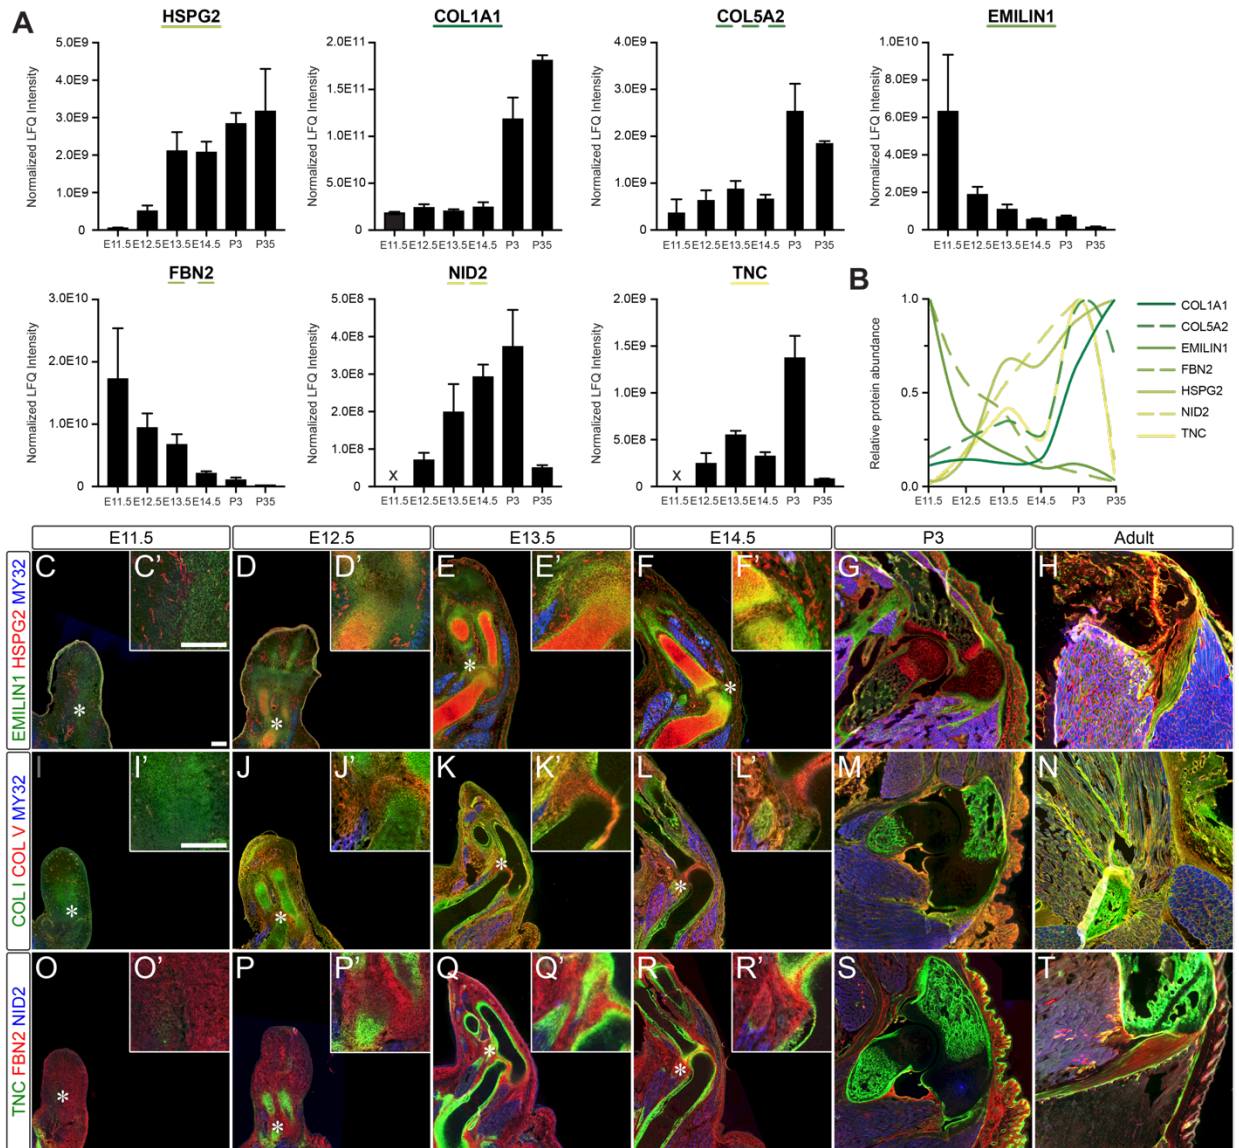 A
HSPG2
COL1A1
COL5A2
EMILIN1
Normalized LFQ Intensity
5.0E9
4.0E9
3.0E9
2.0E9
1.0E9
0
E11.5 E12.5 E13.5 E14.5 P3 P35
Normalized LFQ Intensity
2.0E11
1.5E11
1.0E11
5.0E10
0
E11.5 E12.5 E13.5 E14.5 P3 P35
Normalized LFQ Intensity
4.0E9
3.0E9
2.0E9
1.0E9
0
E11.5 E12.5 E13.5 E14.5 P3 P35
Normalized LFQ Intensity
1.0E10
8.0E9
6.0E9
4.0E9
2.0E9
0
E11.5 E12.5 E13.5 E14.5 P3 P35
FBN2
NID2
TNC
Normalized LFQ Intensity
3.0E10
2.0E10
1.0E10
0
E11.5 E12.5 E13.5 E14.5 P3 P35
Normalized LFQ Intensity
5.0E8
4.0E8
3.0E8
2.0E8
1.0E8
0
X
E11.5 E12.5 E13.5 E14.5 P3 P35
Normalized LFQ Intensity
2.0E9
1.5E9
1.0E9
5.0E8
0
X
E11.5 E12.5 E13.5 E14.5 P3 P35
B
Relative protein abundance
1.0
0.5
0.0
E11.5 E12.5 E13.5 E14.5 P3 P35
COL1A1
COL5A2
EMILIN1
FBN2
HSPG2
NID2
TNC
E11.5 E12.5 E13.5 E14.5 P3 Adult
EMILIN1 HSPG2 MY32
C C' D D' E E' F F' G H
* * * *
COL I COL V MY32
I I' J J' K K' L L' M N
* * * *
TNC FBN2 NID2
O O' P P' Q Q' R R' S T
* * * *